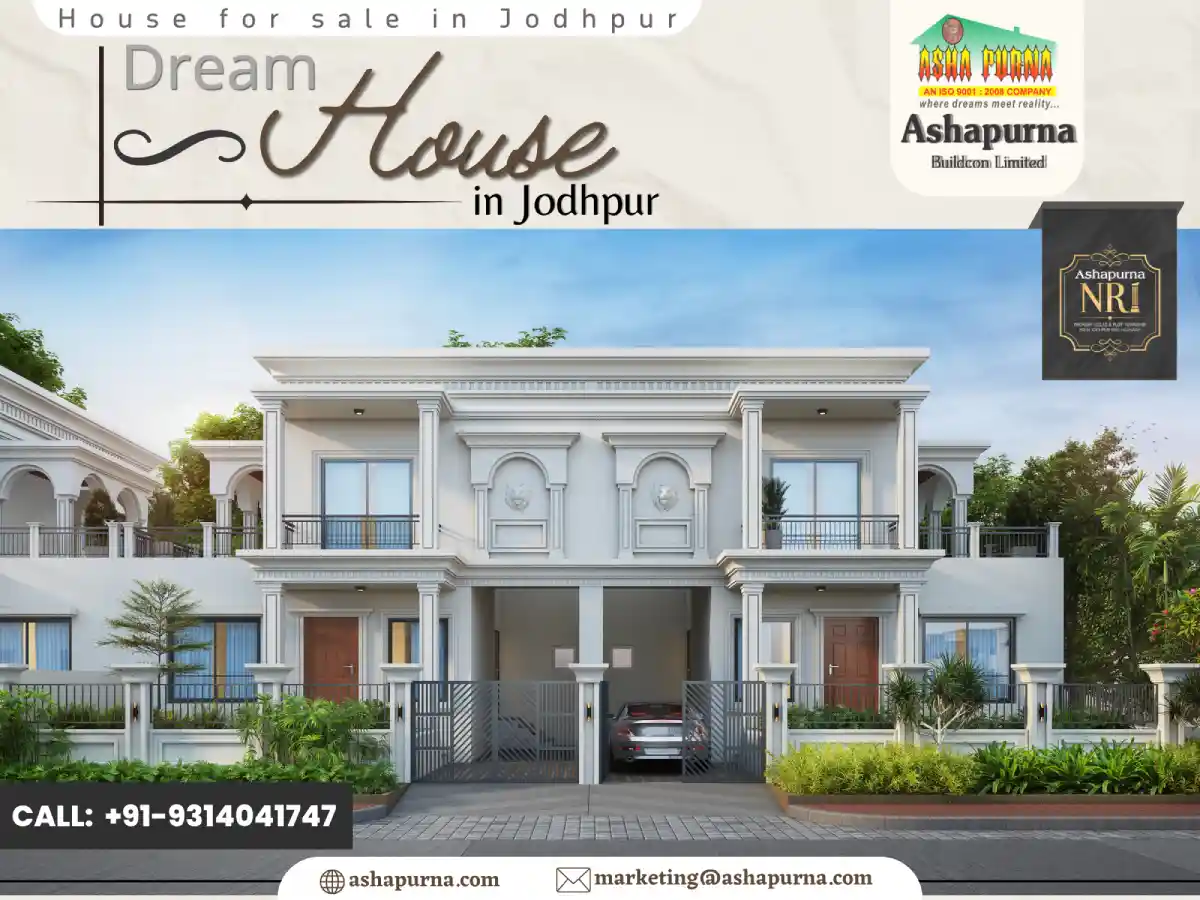 House for sale in Jodhpur
Dream
House
in Jodhpur
ASHA PURNA
AN ISO 9001 : 2008 COMPANY
where dreams meet reality...
Ashapurna
Buildcon Limited
Ashapurna
NRI
CALL: +91-9314041747
ashapurna.com
marketing@ashapurna.com